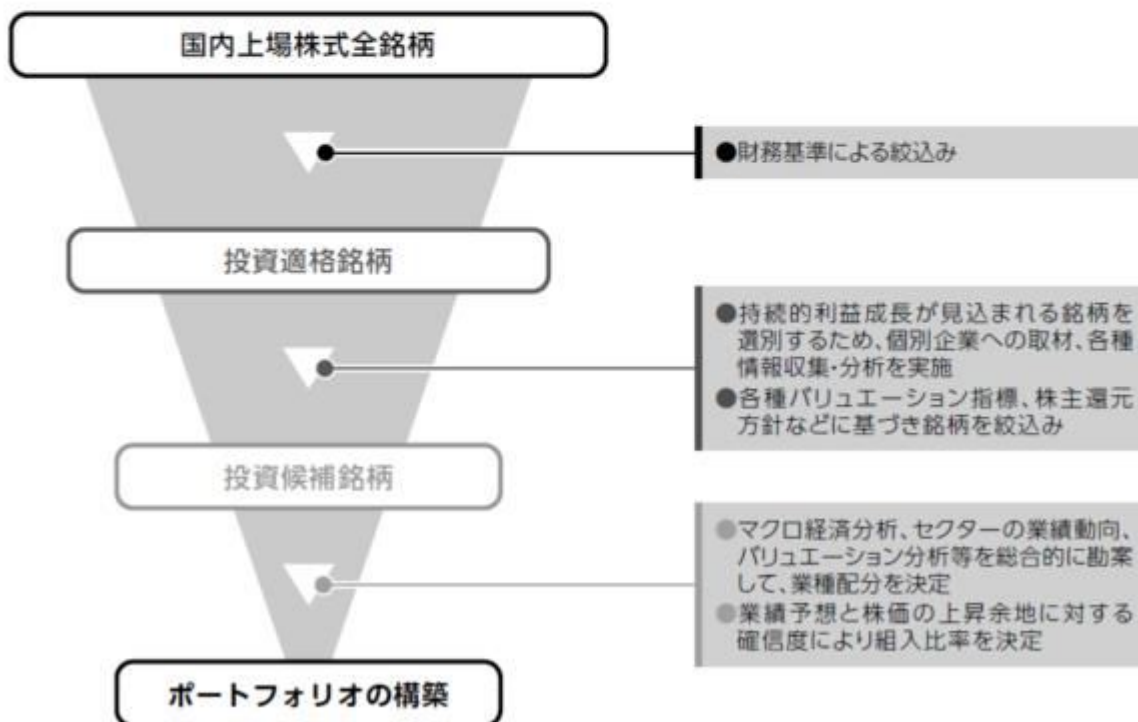 国内上場株式全銘柄
●財務基準による絞込み
投資適格銘柄
●持続的利益成長が見込まれる銘柄を
選別するため、個別企業への取材、各種
情報収集・分析を実施
●各種バリュエーション指標、株主還元
方針などに基づき銘柄を絞込み
投資候補銘柄
●マクロ経済分析、セクターの業績動向、
バリュエーション分析等を総合的に勘案
して、業種配分を決定
●業績予想と株価の上昇余地に対する
確信度により組入比率を決定
ポートフォリオの構築